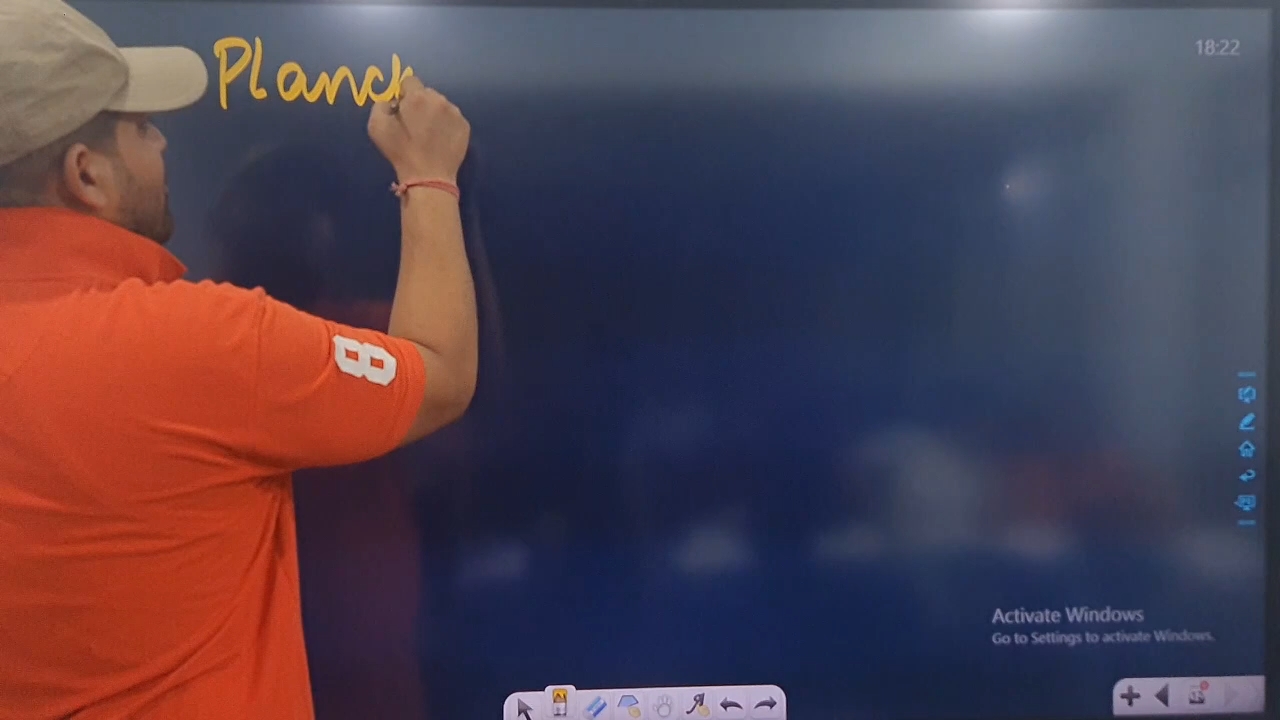 Planck
18:22
8
Activate Windows
Go to Settings to activate Windows.